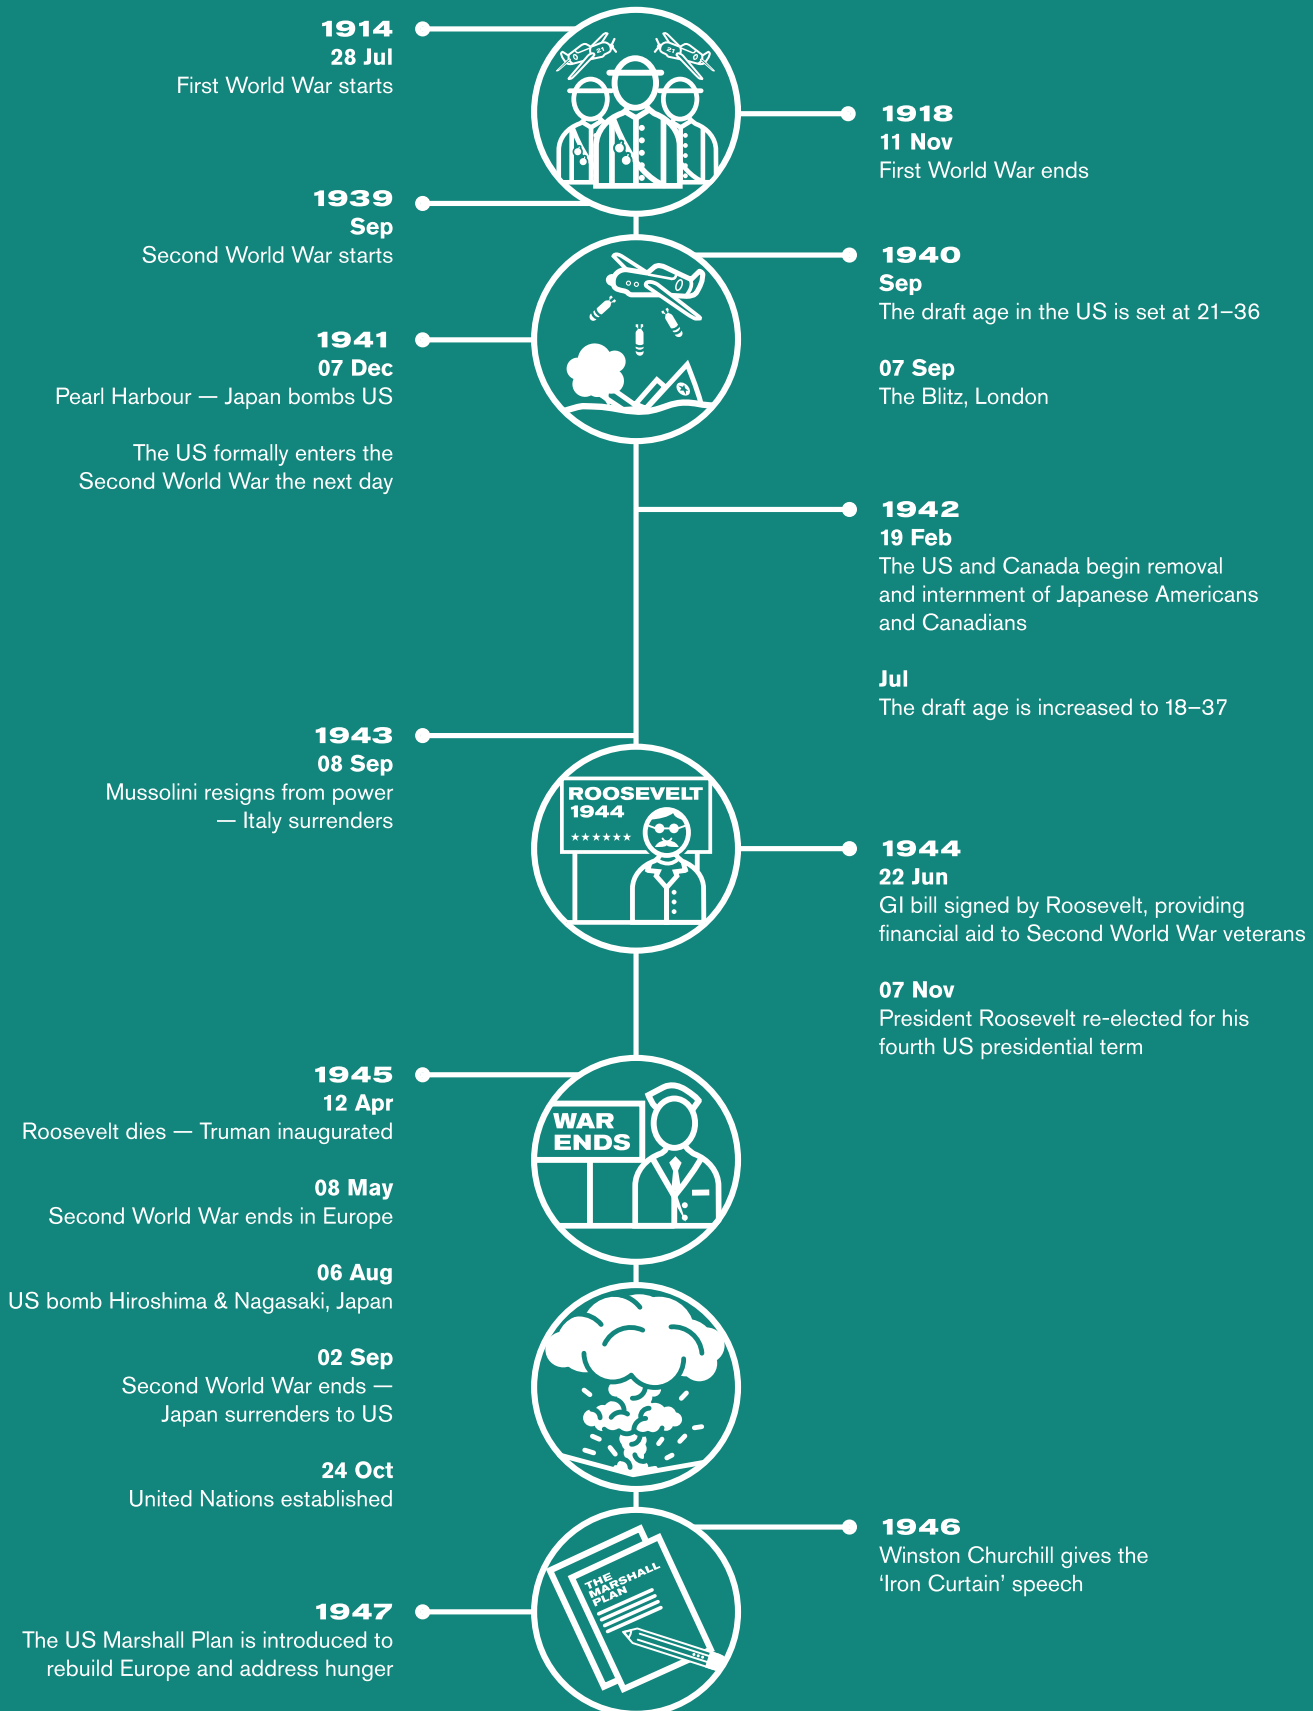 1914
28 Jul
First World War starts
21
21
1918
11 Nov
First World War ends
1939
Sep
Second World War starts
1940
Sep
The draft age in the US is set at 21–36
07 Sep
The Blitz, London
1941
07 Dec
Pearl Harbour — Japan bombs US
The US formally enters the
Second World War the next day
1942
19 Feb
The US and Canada begin removal
and internment of Japanese Americans
and Canadians
Jul
The draft age is increased to 18–37
1943
08 Sep
Mussolini resigns from power
— Italy surrenders
ROOSEVELT
1944
1944
22 Jun
GI bill signed by Roosevelt, providing
financial aid to Second World War veterans
07 Nov
President Roosevelt re-elected for his
fourth US presidential term
1945
12 Apr
Roosevelt dies — Truman inaugurated
08 May
Second World War ends in Europe
06 Aug
US bomb Hiroshima & Nagasaki, Japan
02 Sep
Second World War ends —
Japan surrenders to US
24 Oct
United Nations established
WAR
ENDS
1946
Winston Churchill gives the
‘Iron Curtain’ speech
THE
MARSHALL
PLAN
1947
The US Marshall Plan is introduced to
rebuild Europe and address hunger